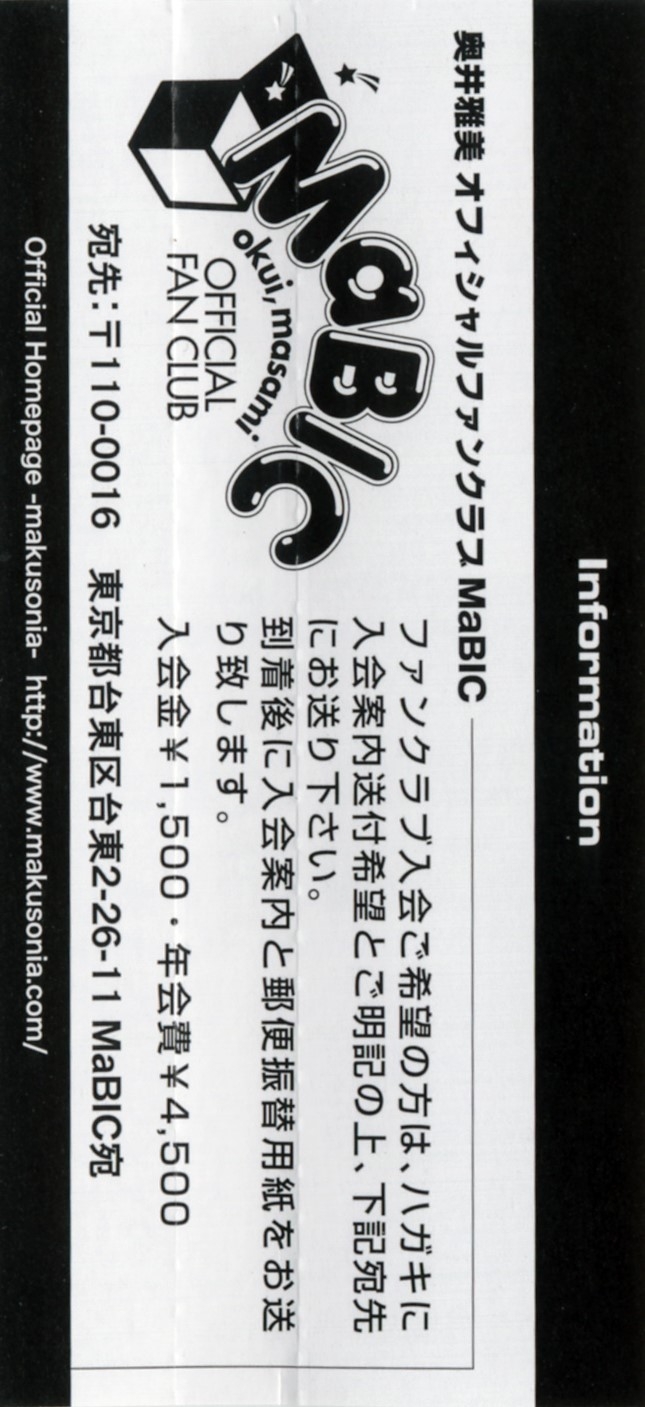 Information
奥井雅美 オフィシャルファンクラブ MaBIC
MaBIC
okui, masami.
OFFICIAL
FAN CLUB
ファンクラブ入会ご希望の方は、ハガキに
入会案内送付希望とご明記の上、下記宛先
にお送り下さい。
到着後に入会案内と郵便振替用紙をお送
り致します。
入会金￥1,500・年会費￥4,500
宛先:〒110-0016 東京都台東区台東2-26-11 MaBIC宛
Official Homepage -makusonia- http://www.makusonia.com/